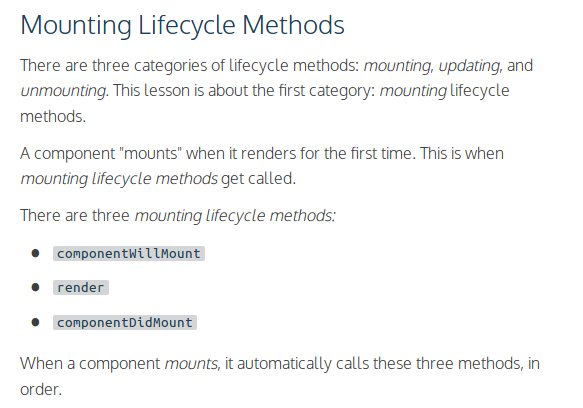 Mounting Lifecycle Methods
There are three categories of lifecycle methods: mounting, updating, and
unmounting. This lesson is about the first category: mounting lifecycle
methods.
A component "mounts" when it renders for the first time. This is when
mounting lifecycle methods get called.
There are three mounting lifecycle methods:
componentWillMount
render
componentDidMount
When a component mounts, it automatically calls these three methods, in
order.